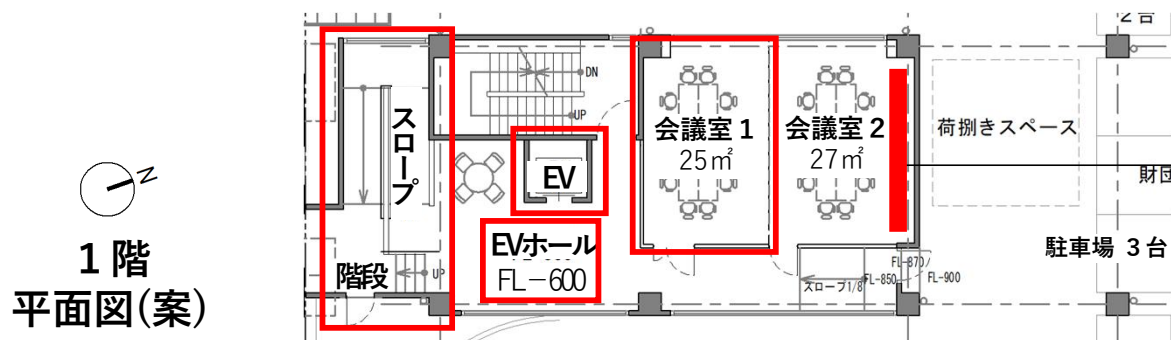 2台
DN
UP
スロープ
会議室1
25㎡
会議室2
27㎡
荷捌きスペース
EV
財団
N
EVホール
FL-600
1階
平面図(案)
階段
UP
スロープ1/8
FL-850
FL-870
FL-900
駐車場 3台